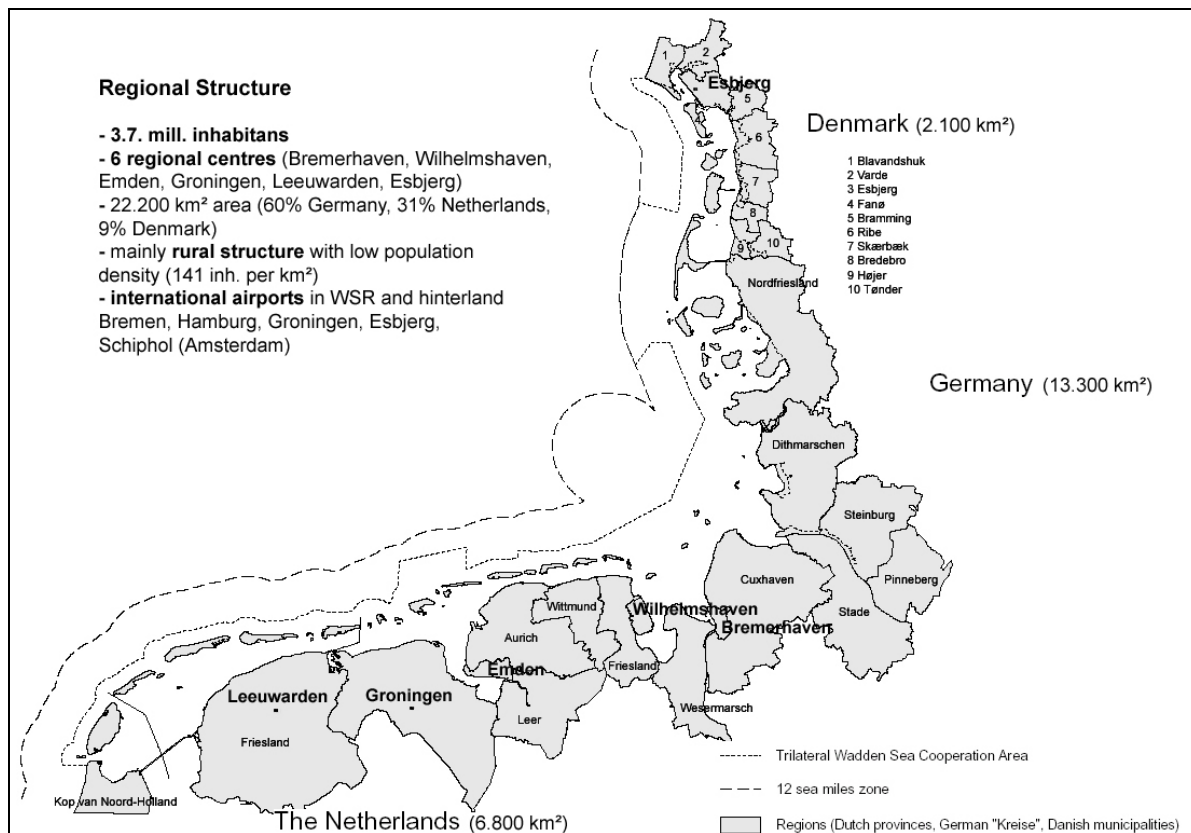 Regional Structure
- 3.7. mill. inhabitans
- 6 regional centres (Bremerhaven, Wilhelmshaven,
Emden, Groningen, Leeuwarden, Esbjerg)
- 22.200 km² area (60% Germany, 31% Netherlands,
9% Denmark)
- mainly rural structure with low population
density (141 inh. per km²)
- international airports in WSR and hinterland
Bremen, Hamburg, Groningen, Esbjerg,
Schiphol (Amsterdam)
1
2
Esbjerg
5
4
6
7
8
9
10
Denmark (2.100 km²)
1 Blavandshuk
2 Varde
3 Esbjerg
4 Fanø
5 Bramming
6 Ribe
7 Skærbæk
8 Bredebro
9 Højer
10 Tønder
Nordfriesland
Germany (13.300 km²)
Dithmarschen
Steinburg
Pinneberg
Cuxhaven
Stade
Wittmund
Wilhelmshaven
Bremerhaven
Aurich
Friesland
Emden
Leeuwarden
Groningen
Wesermarsch
Leer
Friesland
Kop van Noord-Holland
The Netherlands (6.800 km²)
Trilateral Wadden Sea Cooperation Area
12 sea miles zone
Regions (Dutch provinces, German "Kreise", Danish municipalities)